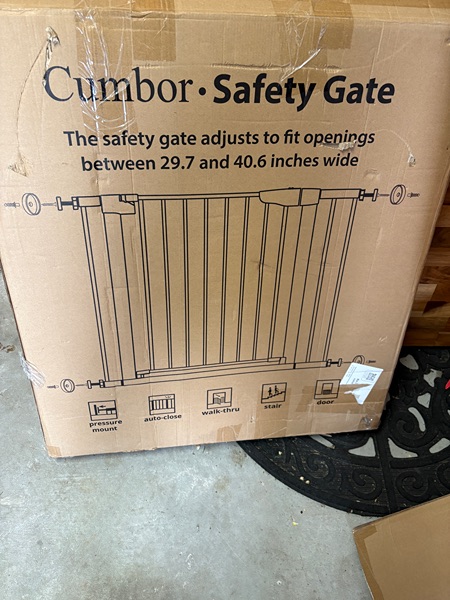 Cumbor · Safety Gate
The safety gate adjusts to fit openings
between 29.7 and 40.6 inches wide
pressure
mount
auto-close
walk-thru
stair
door